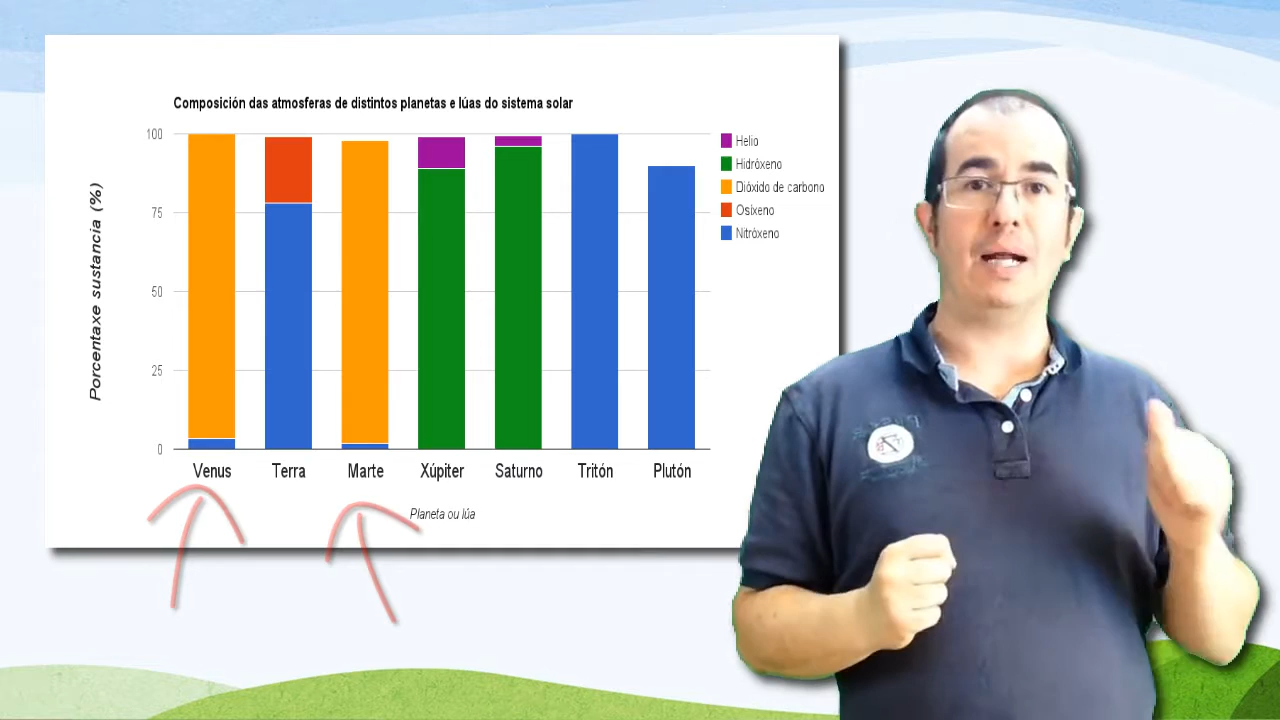 Composición das atmosferas de distintos planetas e lúas do sistema solar
Porcentaxe sustancia (%)
100
75
50
25
0
Helio
Hidróxeno
Dióxido de carbono
Osíxeno
Nitróxeno
Venus Terra Marte Xúpiter Saturno Tritón Plutón
Planeta ou lúa